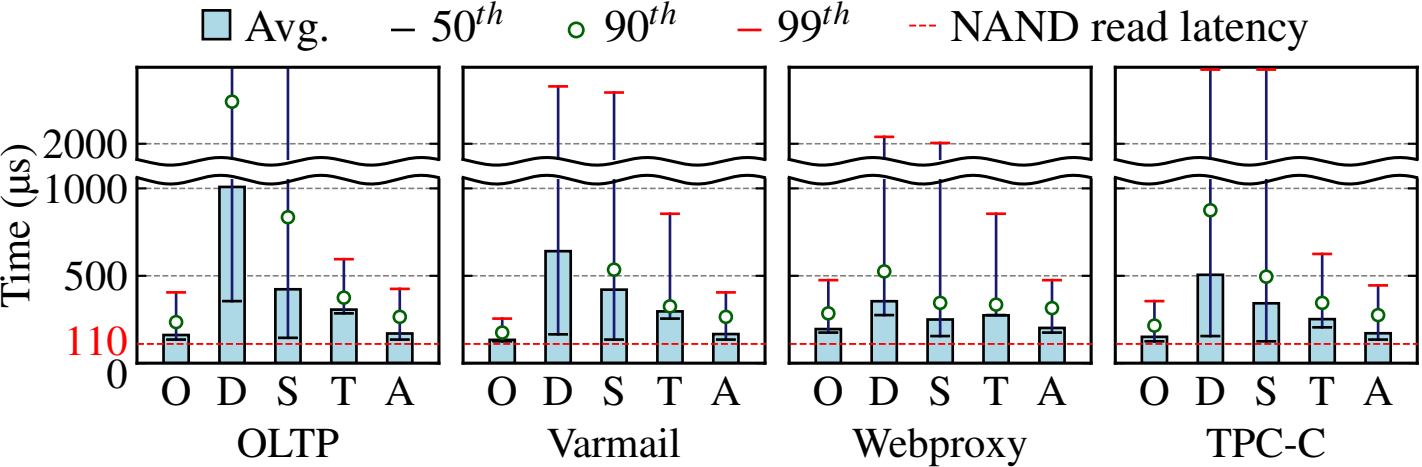 Avg. 50th 90th 99th NAND read latency
Time (μs)
2000
1000
500
110
0
O D S T A O D S T A O D S T A O D S T A
OLTP Varmail Webproxy TPC-C